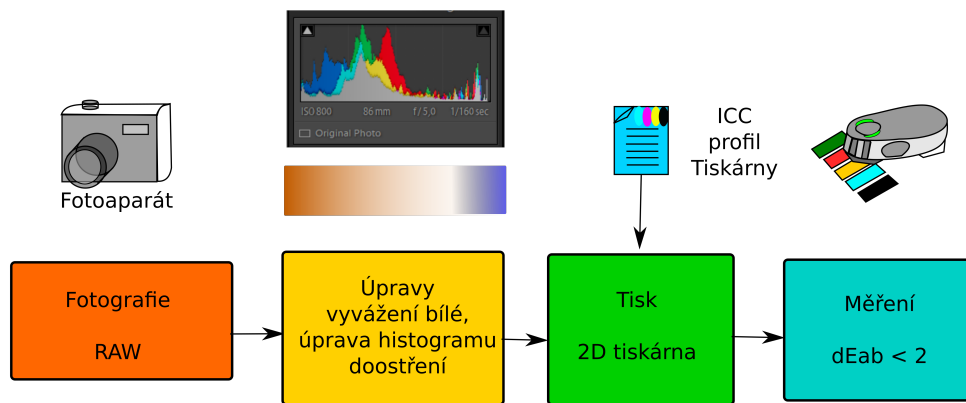 ISO 800 86 mm f / 5,0 1/160 sec
Original Photo
Fotoaparát
ICC
profil
Tiskárny
Fotografie
RAW
Úpravy
vyvážení bílé,
úprava histogramu
doostření
Tisk
2D tiskárna
Měření
dEab < 2